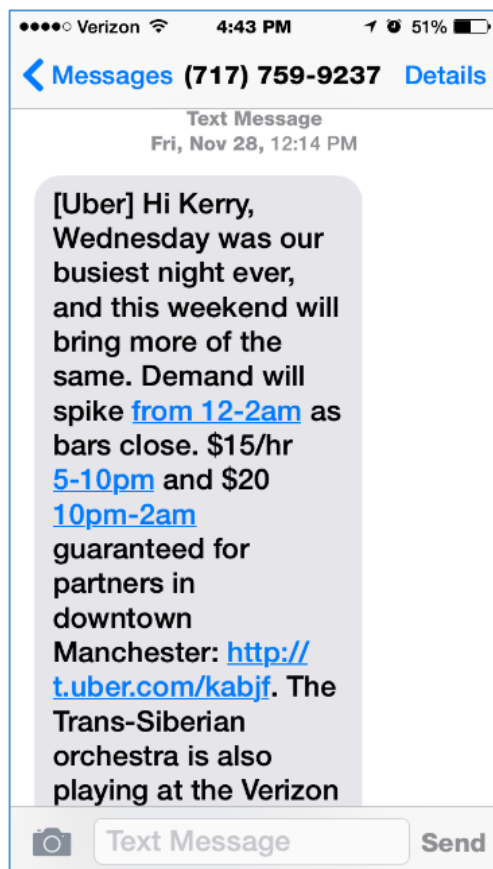 Verizon 4:43 PM 51%
Messages (717) 759-9237 Details
Text Message
Fri, Nov 28, 12:14 PM
[Uber] Hi Kerry,
Wednesday was our
busiest night ever,
and this weekend will
bring more of the
same. Demand will
spike from 12-2am as
bars close. $15/hr
5-10pm and $20
10pm-2am
guaranteed for
partners in
downtown
Manchester: http://
t.uber.com/kabjf. The
Trans-Siberian
orchestra is also
playing at the Verizon
Text Message Send